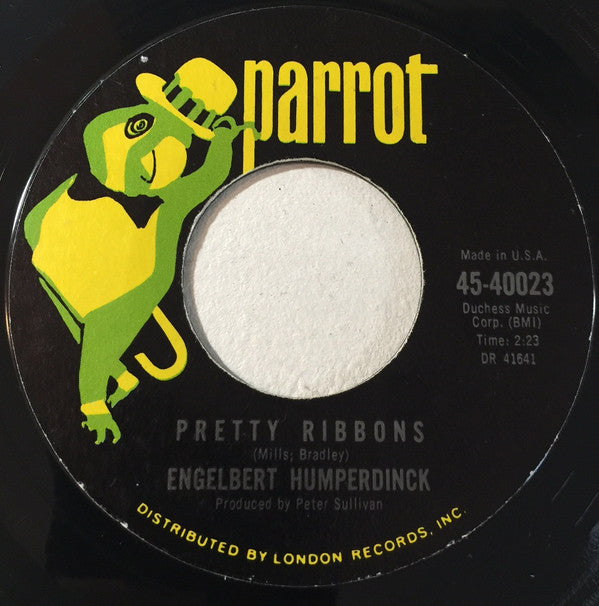 parrot
Made in U.S.A.
45-40023
Duchess Music
Corp. (BMI)
Time: 2:23
DR 41641
PRETTY RIBBONS
(Mills; Bradley)
ENGELBERT HUMPERDINCK
Produced by Peter Sullivan
DISTRIBUTED BY LONDON RECORDS, INC.